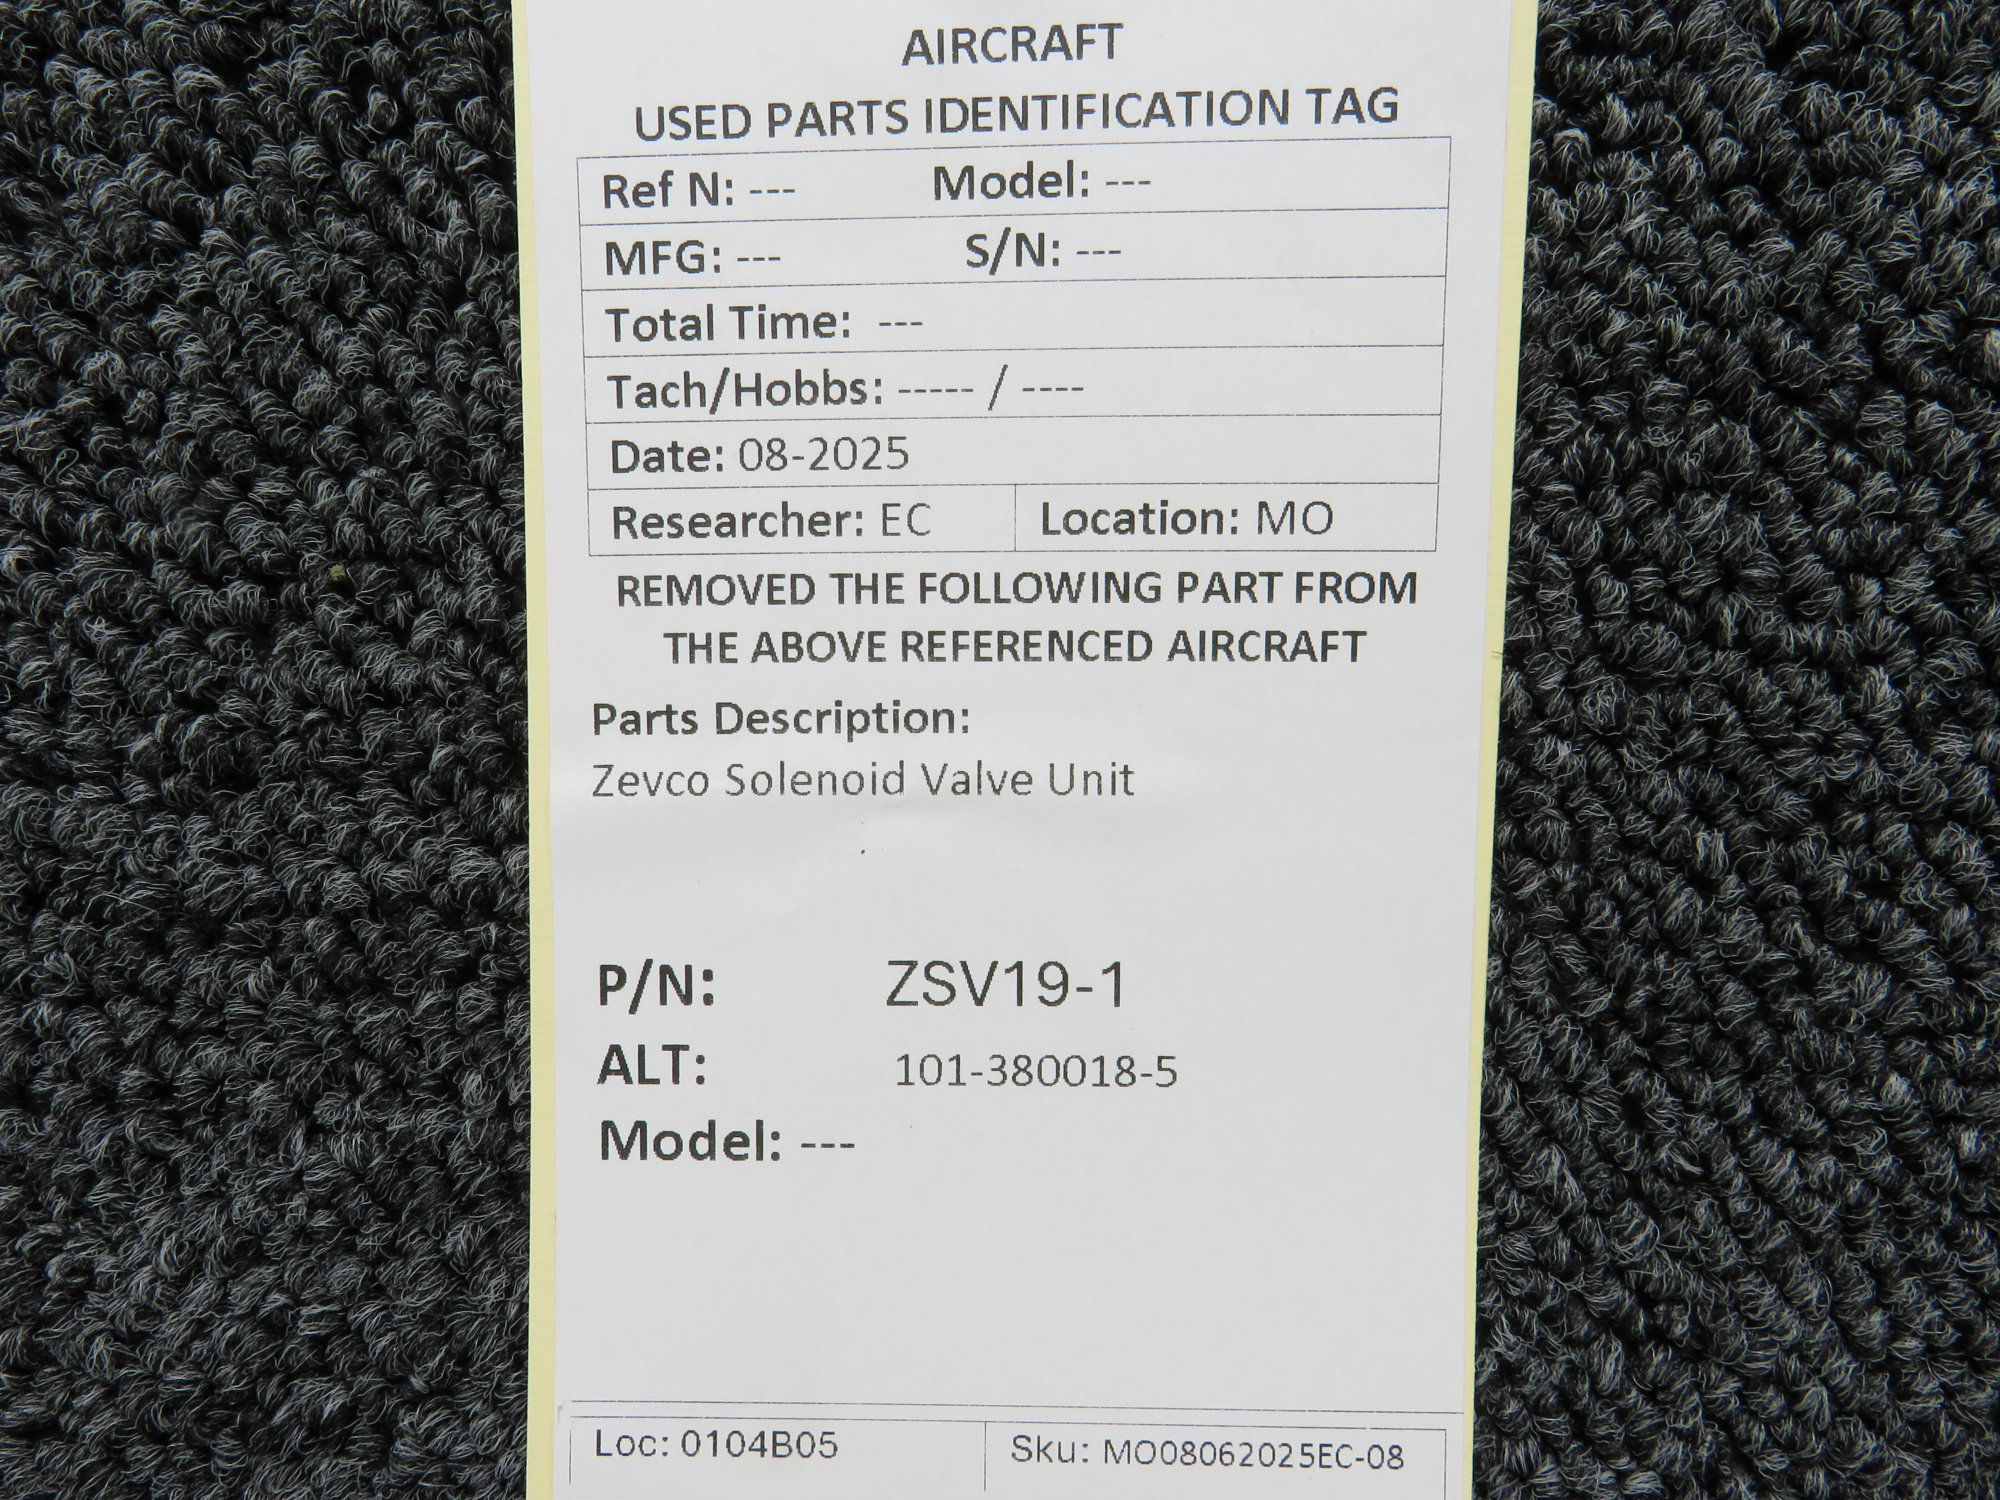 AIRCRAFT
USED PARTS IDENTIFICATION TAG
Ref N: --- Model: ---
MFG: --- S/N: ---
Total Time: ---
Tach/Hobbs: ----- / ----
Date: 08-2025
Researcher: EC Location: MO
REMOVED THE FOLLOWING PART FROM
THE ABOVE REFERENCED AIRCRAFT
Parts Description:
Zevco Solenoid Valve Unit
P/N: ZSV19-1
ALT: 101-380018-5
Model: ---
Loc: 0104B05 Sku: MO08062025EC-08